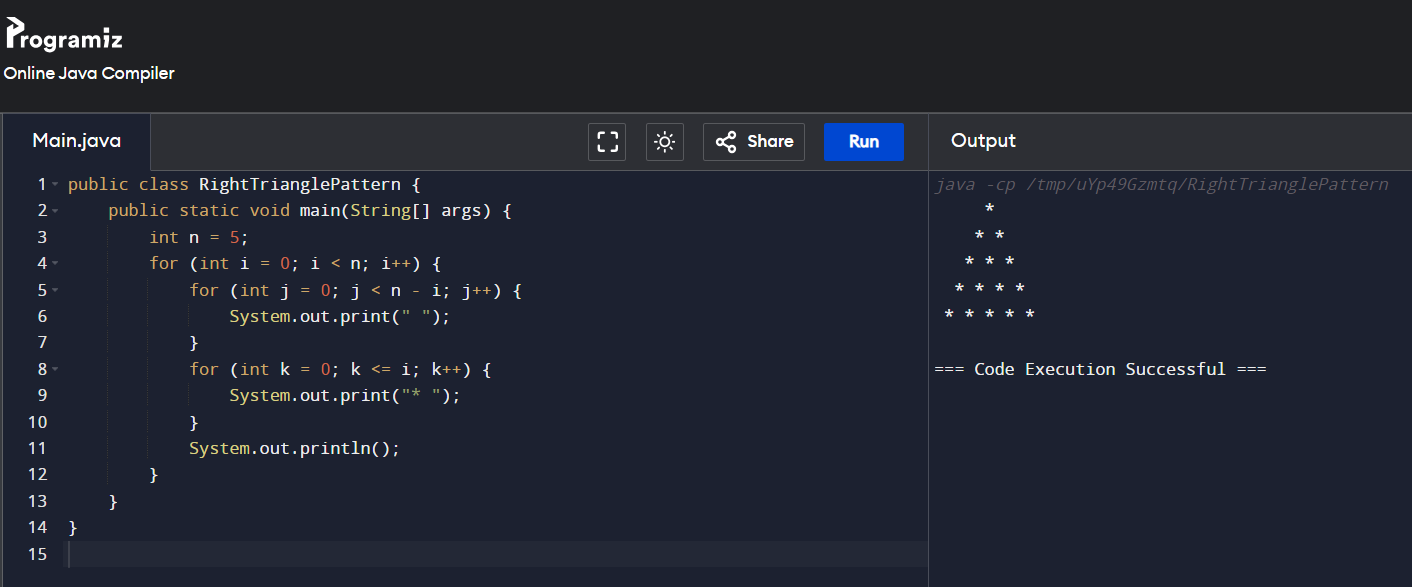 Programiz
Online Java Compiler
Main.java
Share
Run
Output
1 public class RightTrianglePattern {
2     public static void main(String[] args) {
3         int n = 5;
4         for (int i = 0; i < n; i++) {
5             for (int j = 0; j < n - i; j++) {
6                 System.out.print(" ");
7             }
8             for (int k = 0; k <= i; k++) {
9                 System.out.print("* ");
10             }
11             System.out.println();
12         }
13     }
14 }
15
java -cp /tmp/uYp49Gzmtq/RightTrianglePattern
     *
    * *
   * * *
  * * * *
 * * * * *
=== Code Execution Successful ===